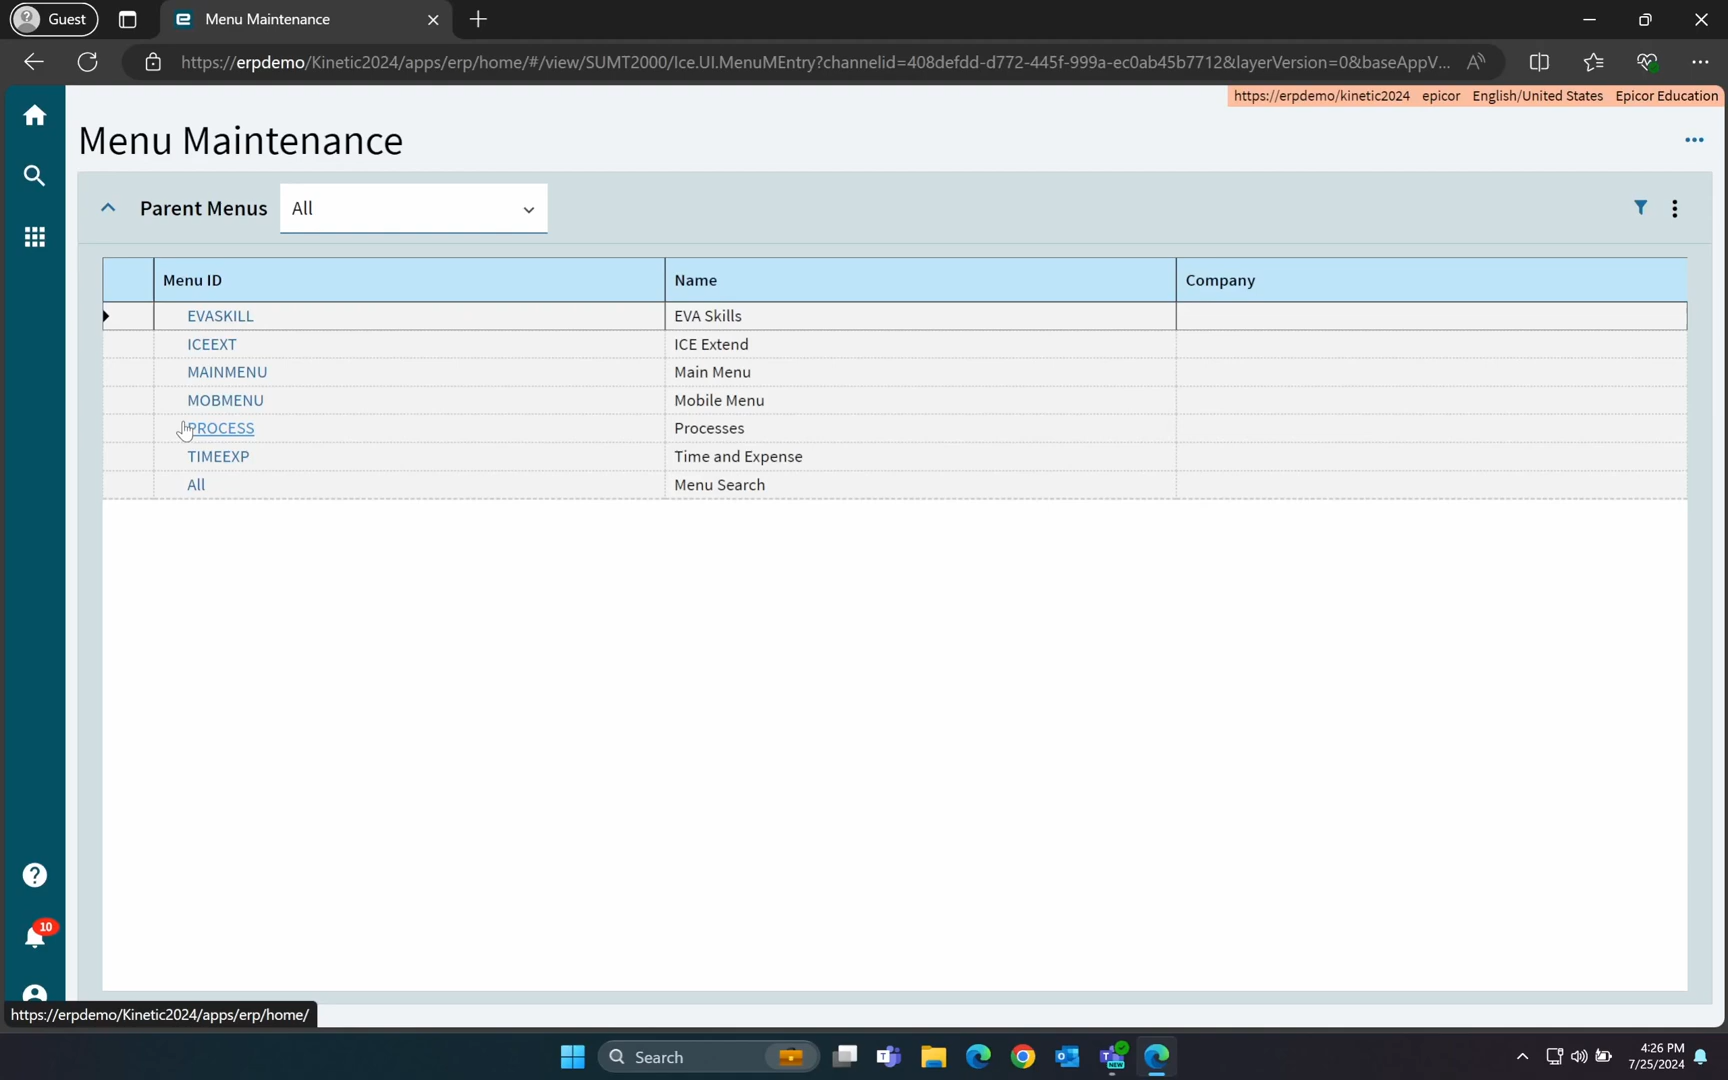 Guest
Menu Maintenance
https://erpdemo/Kinetic2024/apps/erp/home/#/view/SUMT2000/Ice.UI.MenuMEntry?channelid=408defdd-d772-445f-999a-ec0ab45b7712&layerVersion=0&baseAppV...
https://erpdemo/kinetic2024 epicor English/United States Epicor Education
Menu Maintenance
Parent Menus All
Menu ID Name Company
EVASKILL EVA Skills
ICEEXT ICE Extend
MAINMENU Main Menu
MOBMENU Mobile Menu
PROCESS Processes
TIMEEXP Time and Expense
All Menu Search
10
https://erpdemo/Kinetic2024/apps/erp/home/
Search
NEW
4:26 PM
7/25/2024